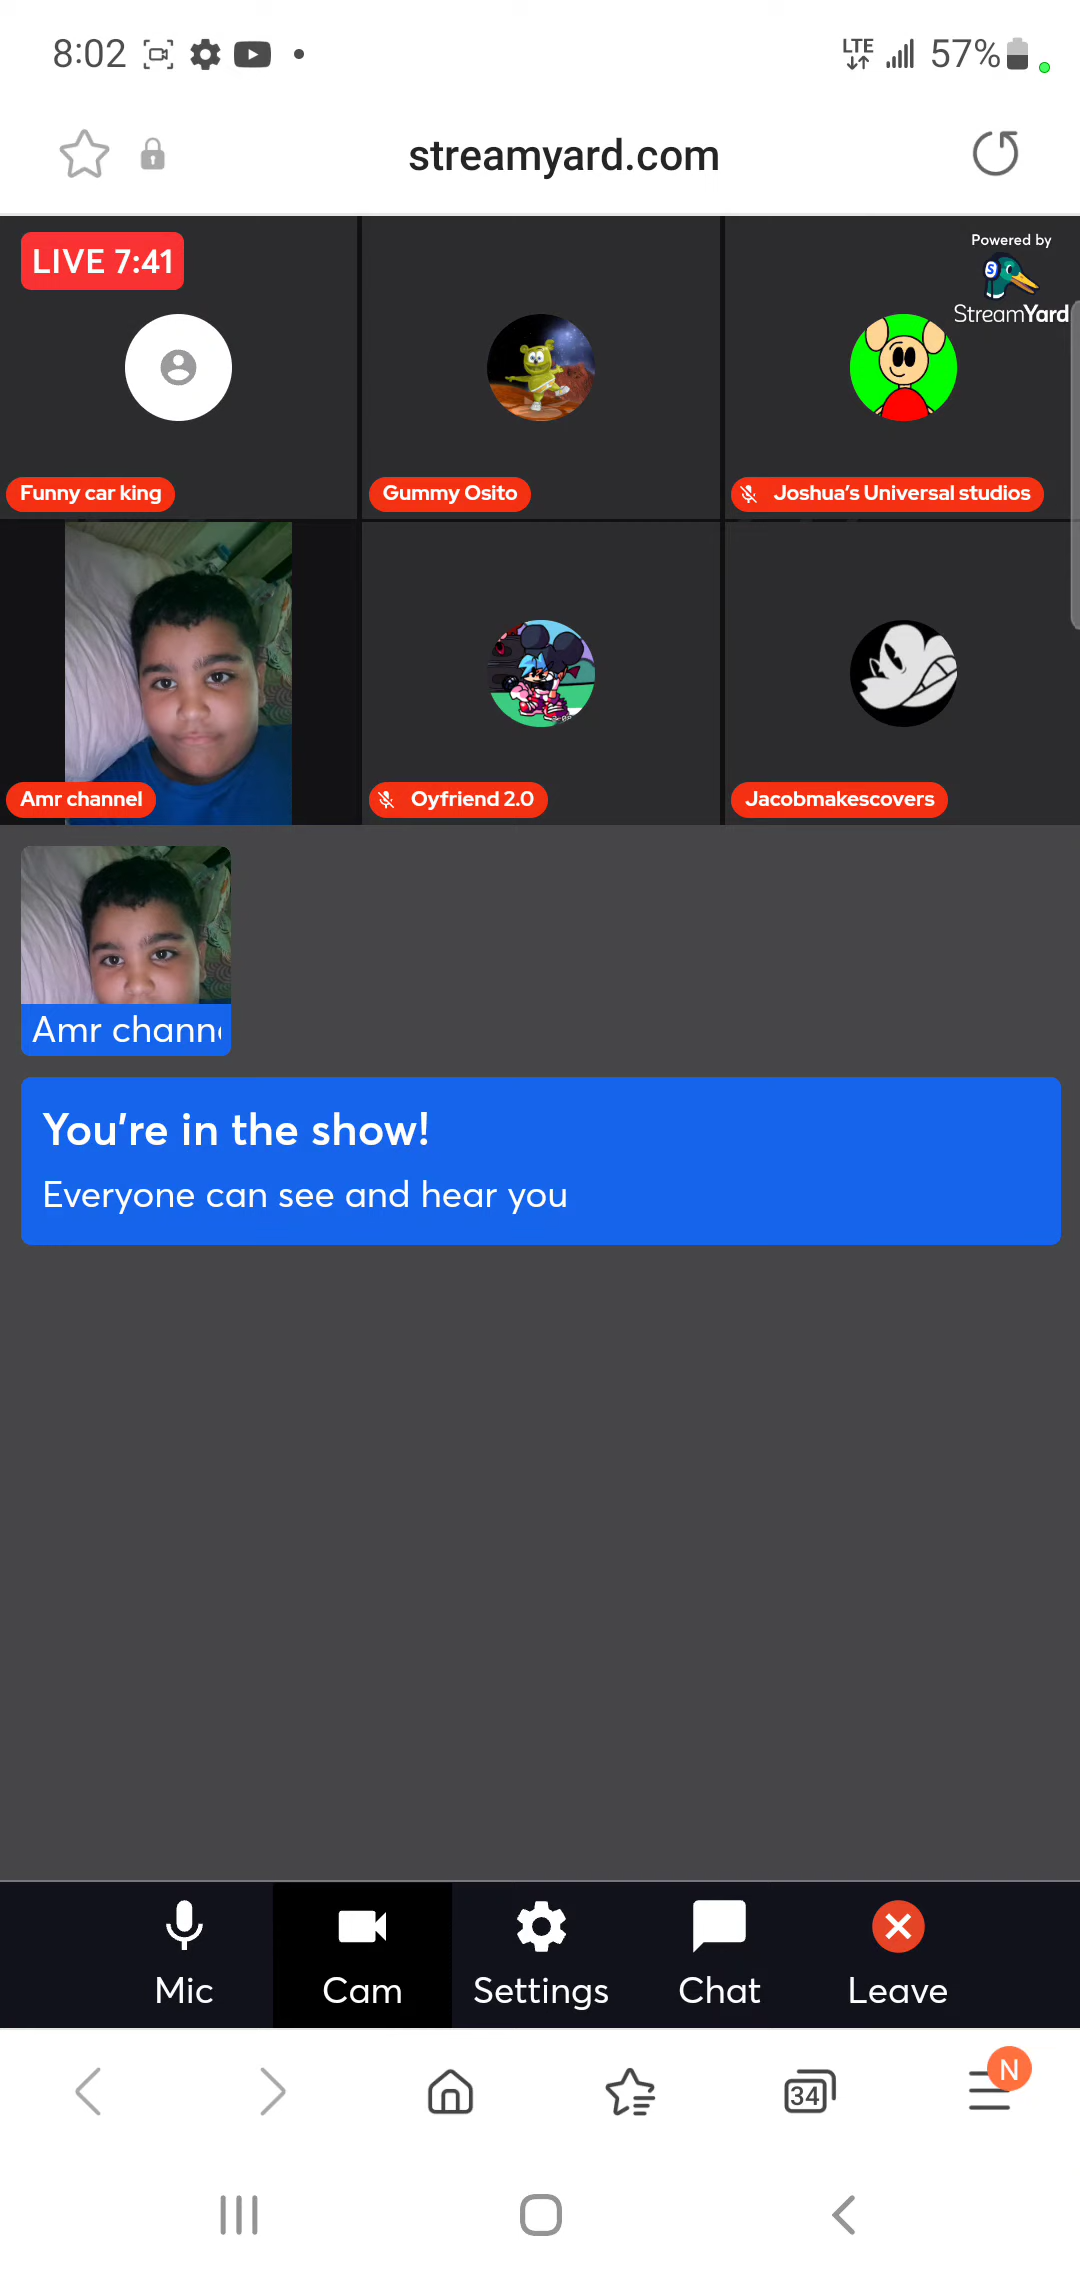 8:02
LTE
57%
streamyard.com
LIVE 7:41
Powered by
StreamYard
Funny car king
Gummy Osito
Joshua's Universal studios
Amr channel
Oyfriend 2.0
Jacobmakescovers
Amr channe
You're in the show!
Everyone can see and hear you
Mic
Cam
Settings
Chat
Leave
34
N